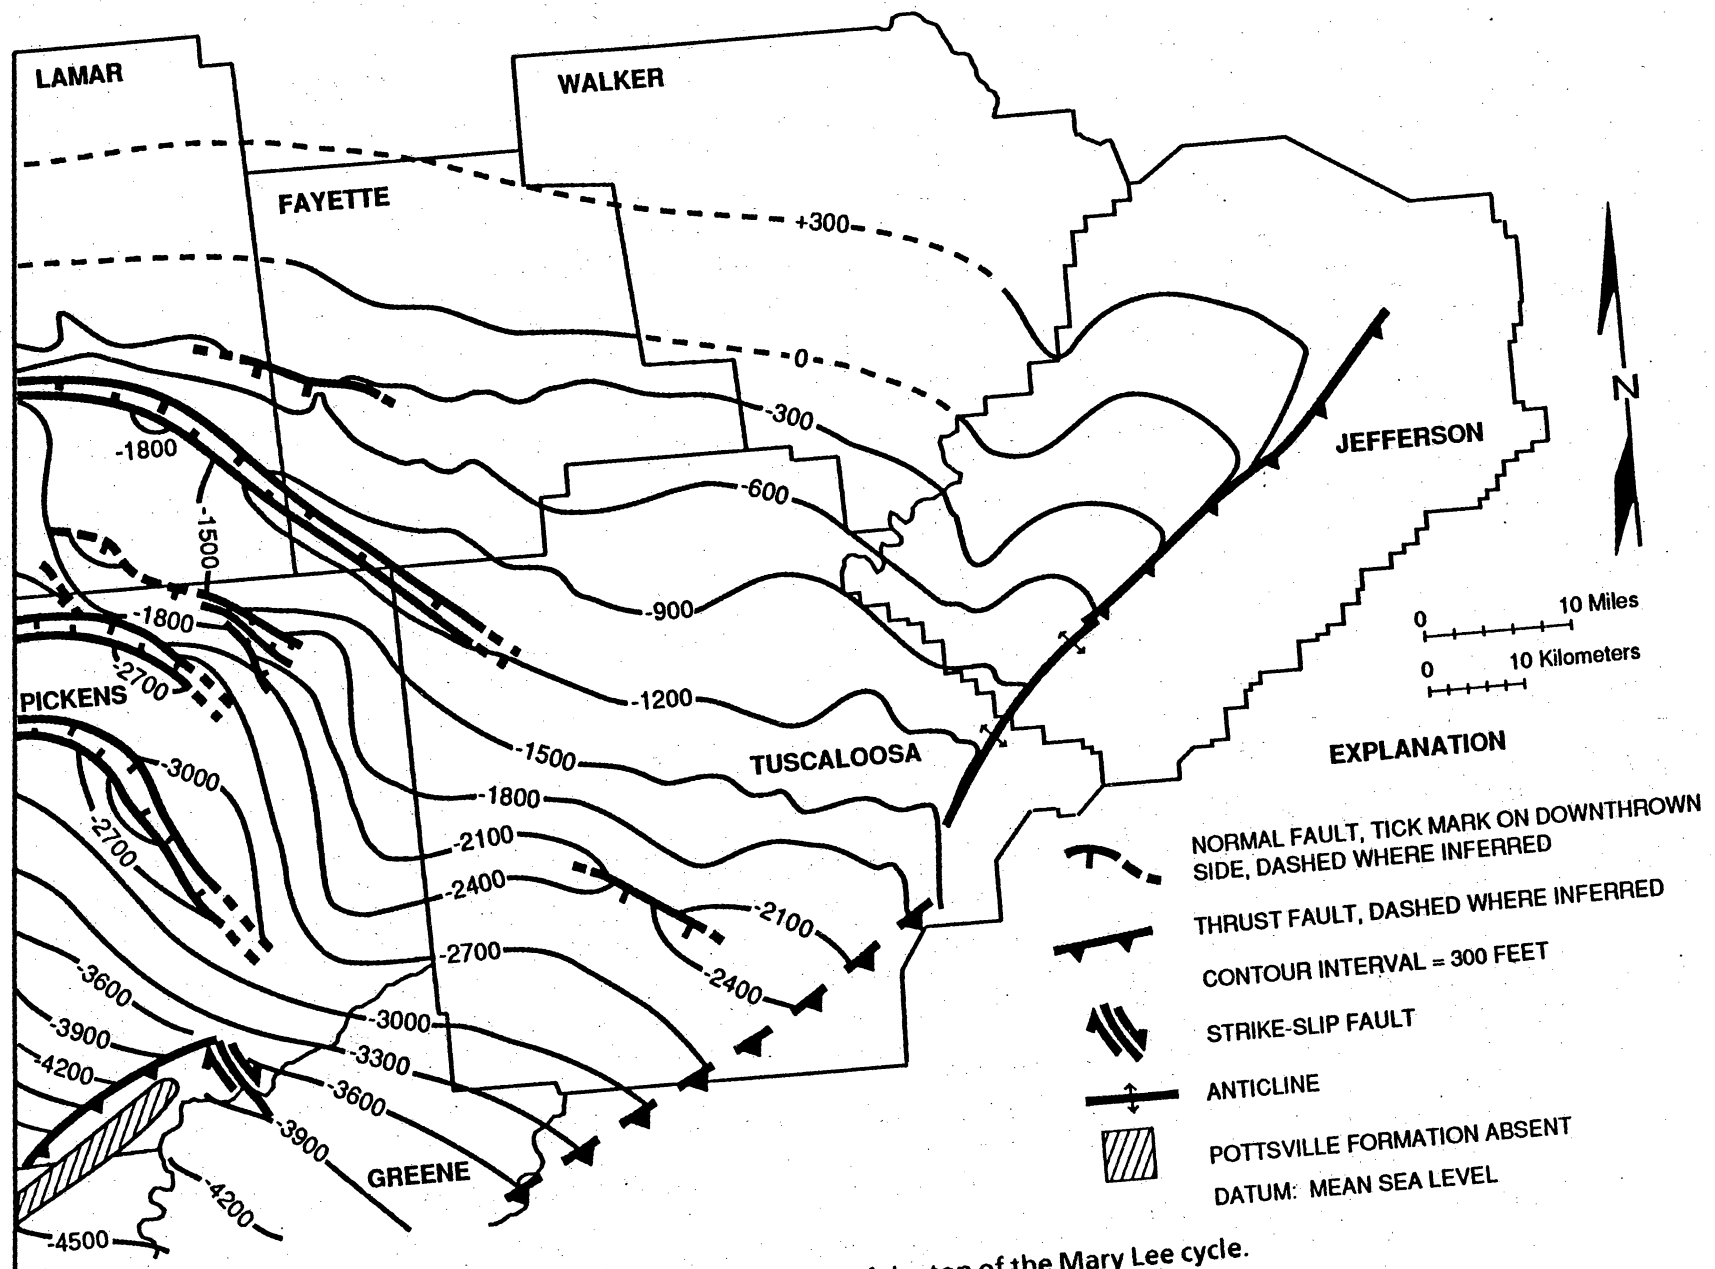 LAMAR
WALKER
FAYETTE
+300
0
-300
-1800
JEFFERSON
-600
-1500
-900
-1800
0 10 Miles
0 10 Kilometers
N
-2700
PICKENS
-1200
-1500
TUSCALOOSA
-3000
-1800
-2700
-2100
-2400
-2100
-2700
-2400
-3600
-3000
-3900
-3300
-4200
-3600
-3900
GREENE
-4200
-4500
EXPLANATION
NORMAL FAULT, TICK MARK ON DOWNTHROWN
SIDE, DASHED WHERE INFERRED
THRUST FAULT, DASHED WHERE INFERRED
CONTOUR INTERVAL = 300 FEET
STRIKE-SLIP FAULT
ANTICLINE
POTTSVILLE FORMATION ABSENT
DATUM: MEAN SEA LEVEL
of the Mary Lee cycle.